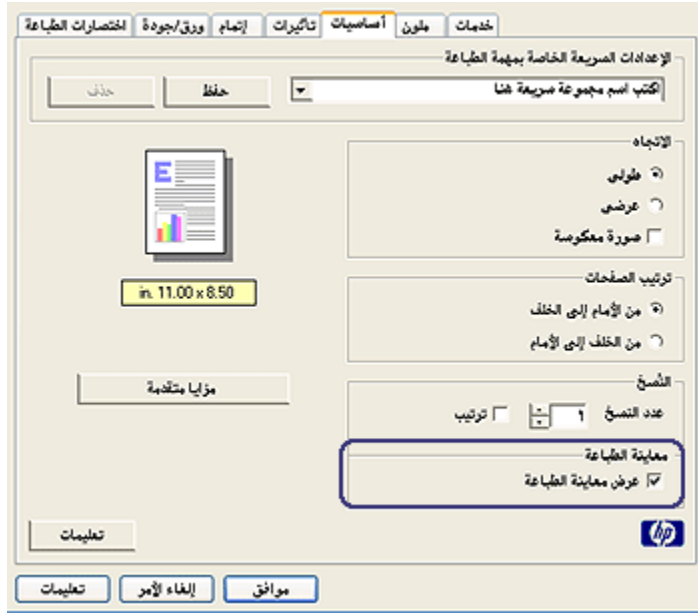 خدمات
ملون
أساسيات
تأثيرات
إتمام
ورق/جودة
اختصارات الطباعة
الإعدادات السريعة الخاصة بمهمة الطباعة
اكتب اسم مجموعة سريعة هنا
حفظ
حذف
الاتجاه
طولي
عرضي
صورة معكوسة
E
in. 11.00 x 8.50
ترتيب الصفحات
من الأمام إلى الخلف
من الخلف إلى الأمام
مزايا متقدمة
النُسخ
عدد النسخ ١ ترتيب
معاينة الطباعة
عرض معاينة الطباعة
hp
تعليمات
موافق
إلغاء الأمر
تعليمات